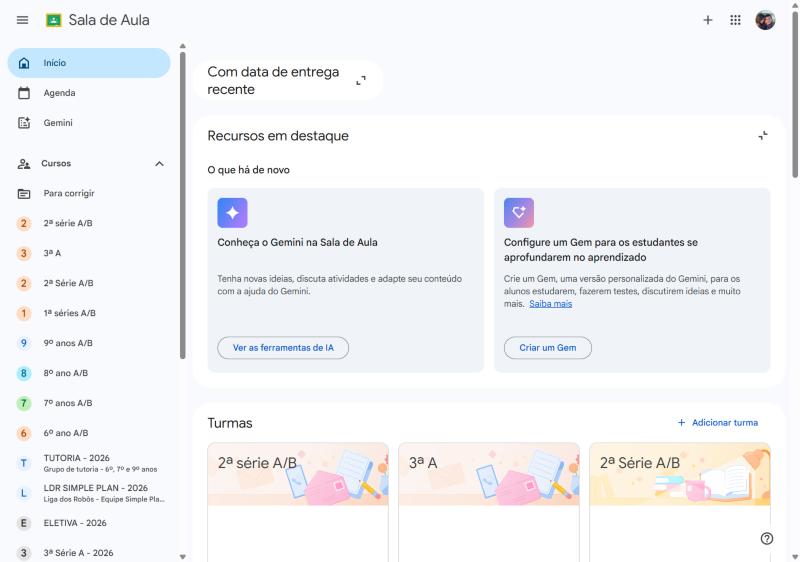 Sala de Aula
Início
Agenda
Gemini
Cursos
Para corrigir
2 2ª série A/B
3 3ª A
2 2ª Série A/B
1 1ª séries A/B
9 9º anos A/B
8 8º ano A/B
7 7º anos A/B
6 6º ano A/B
T TUTORIA - 2026
Grupo de tutoria - 6º, 7º e 9º anos
L LDR SIMPLE PLAN - 2026
Liga dos Robôs - Equipe Simple Pla...
E ELETIVA - 2026
3 3ª Série A - 2026
Com data de entrega
recente
Recursos em destaque
O que há de novo
Conheça o Gemini na Sala de Aula
Tenha novas ideias, discuta atividades e adapte seu conteúdo
com a ajuda do Gemini.
Ver as ferramentas de IA
Configure um Gem para os estudantes se
aprofundarem no aprendizado
Crie um Gem, uma versão personalizada do Gemini, para os
alunos estudarem, fazerem testes, discutirem ideias e muito
mais. Saiba mais
Criar um Gem
Turmas
Adicionar turma
2ª série A/B
3ª A
2ª Série A/B